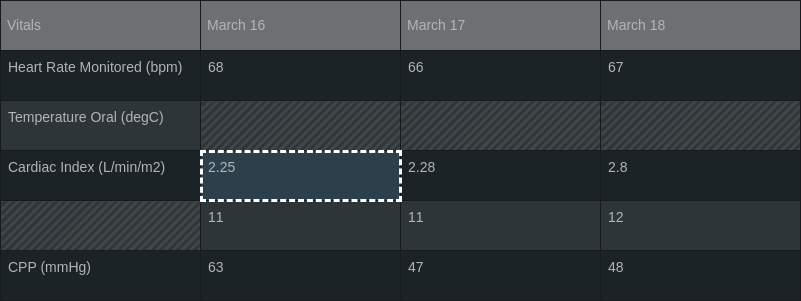 Vitals March 16 March 17 March 18
Heart Rate Monitored (bpm) 68 66 67
Temperature Oral (degC)
Cardiac Index (L/min/m2) 2.25 2.28 2.8
11 11 12
CPP (mmHg) 63 47 48